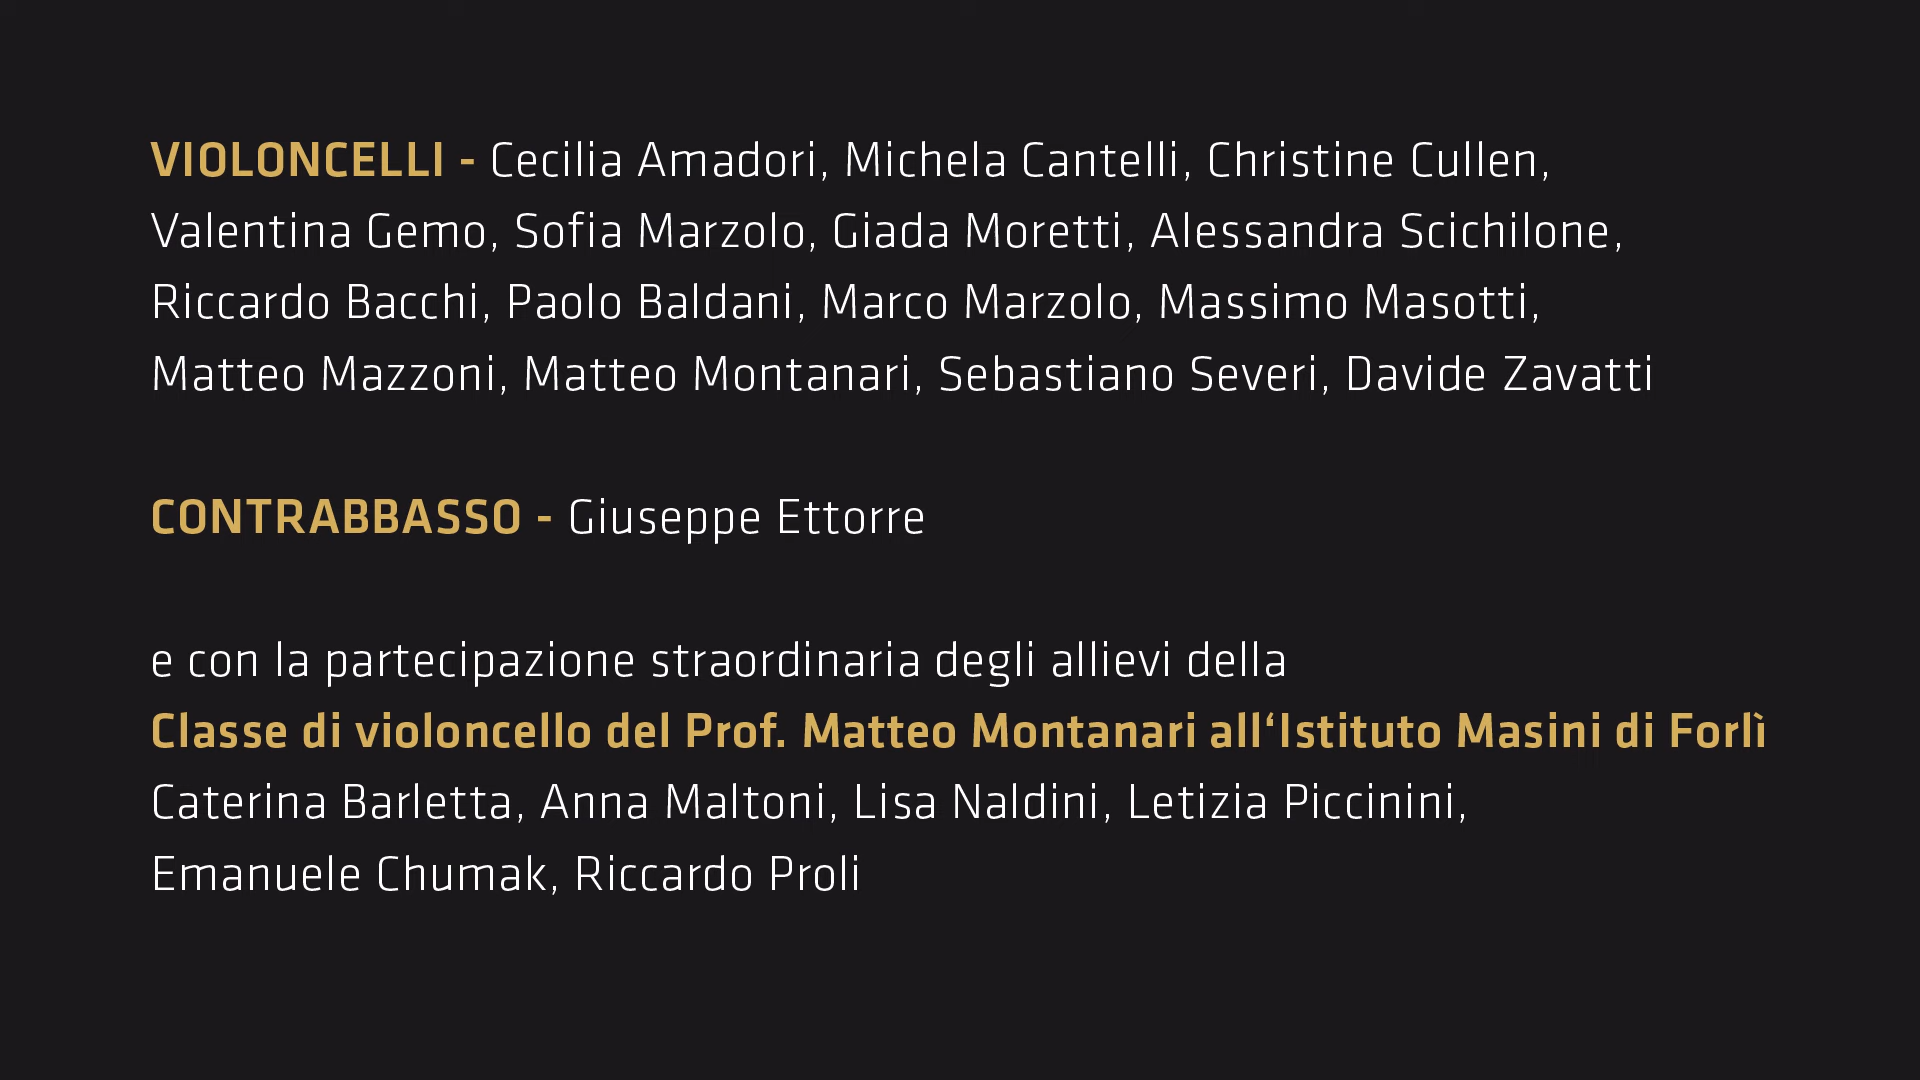 VIOLONCELLI - Cecilia Amadori, Michela Cantelli, Christine Cullen,
Valentina Gemo, Sofia Marzolo, Giada Moretti, Alessandra Scichilone,
Riccardo Bacchi, Paolo Baldani, Marco Marzolo, Massimo Masotti,
Matteo Mazzoni, Matteo Montanari, Sebastiano Severi, Davide Zavatti
CONTRABBASSO - Giuseppe Ettorre
e con la partecipazione straordinaria degli allievi della
Classe di violoncello del Prof. Matteo Montanari all‘Istituto Masini di Forlì
Caterina Barletta, Anna Maltoni, Lisa Naldini, Letizia Piccinini,
Emanuele Chumak, Riccardo Proli